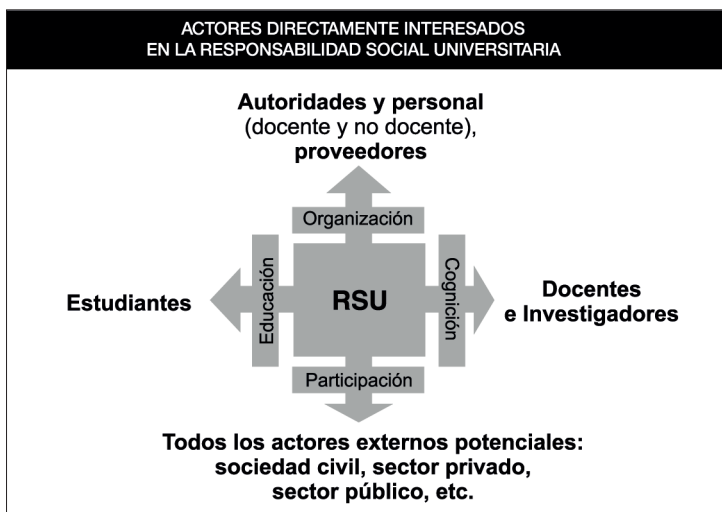 ACTORES DIRECTAMENTE INTERESADOS
EN LA RESPONSABILIDAD SOCIAL UNIVERSITARIA
Autoridades y personal
(docente y no docente),
proveedores
Organización
Estudiantes
Educación
RSU
Cognición
Docentes
e Investigadores
Participación
Todos los actores externos potenciales:
sociedad civil, sector privado,
sector público, etc.